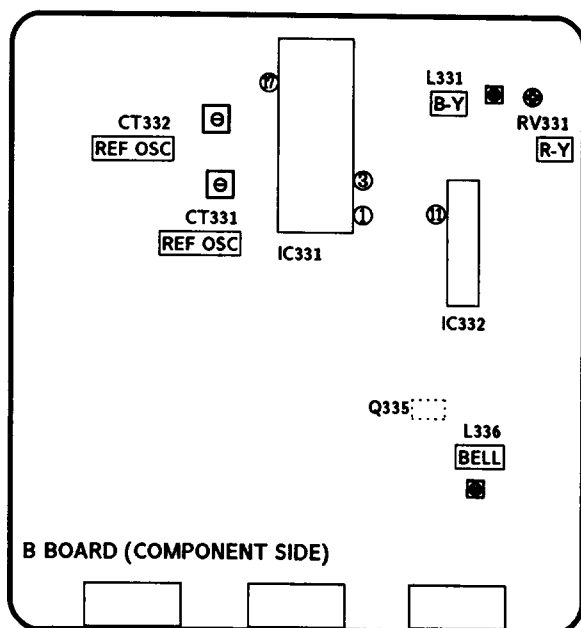 ⑰
L331
B-Y
CT332
REF OSC
RV331
R-Y
③
①
⑪
CT331
REF OSC
IC331
IC332
Q335
L336
BELL
B BOARD (COMPONENT SIDE)